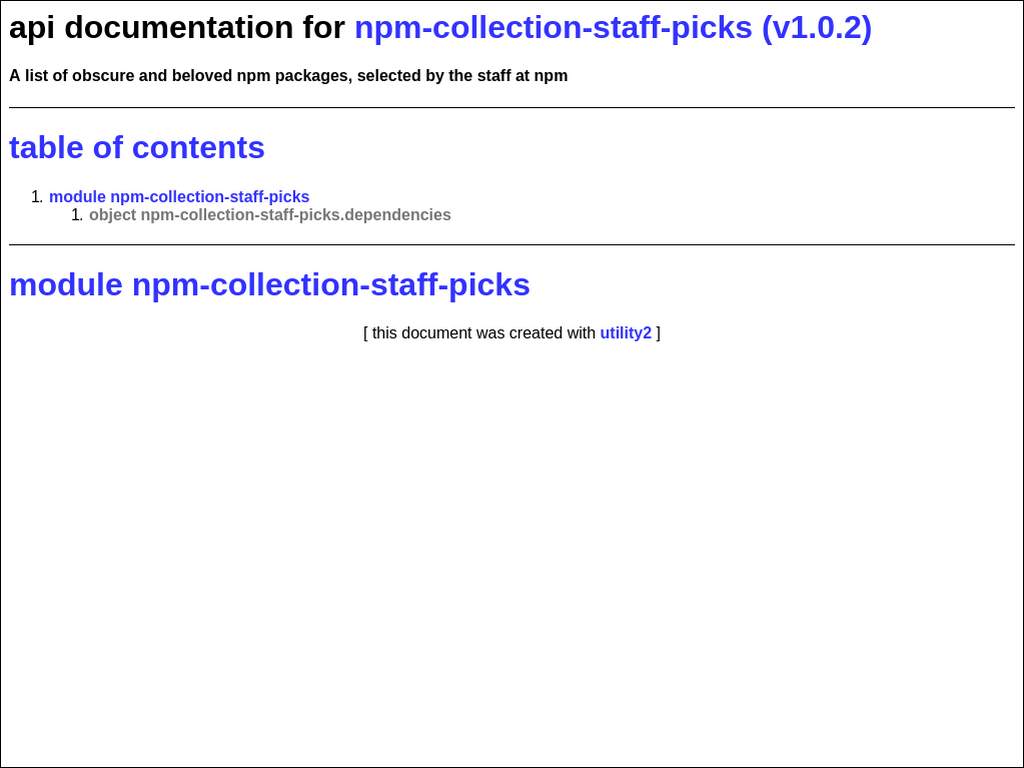 api documentation for npm-collection-staff-picks (v1.0.2)
A list of obscure and beloved npm packages, selected by the staff at npm
table of contents
1. module npm-collection-staff-picks
1. object npm-collection-staff-picks.dependencies
module npm-collection-staff-picks
[ this document was created with utility2 ]